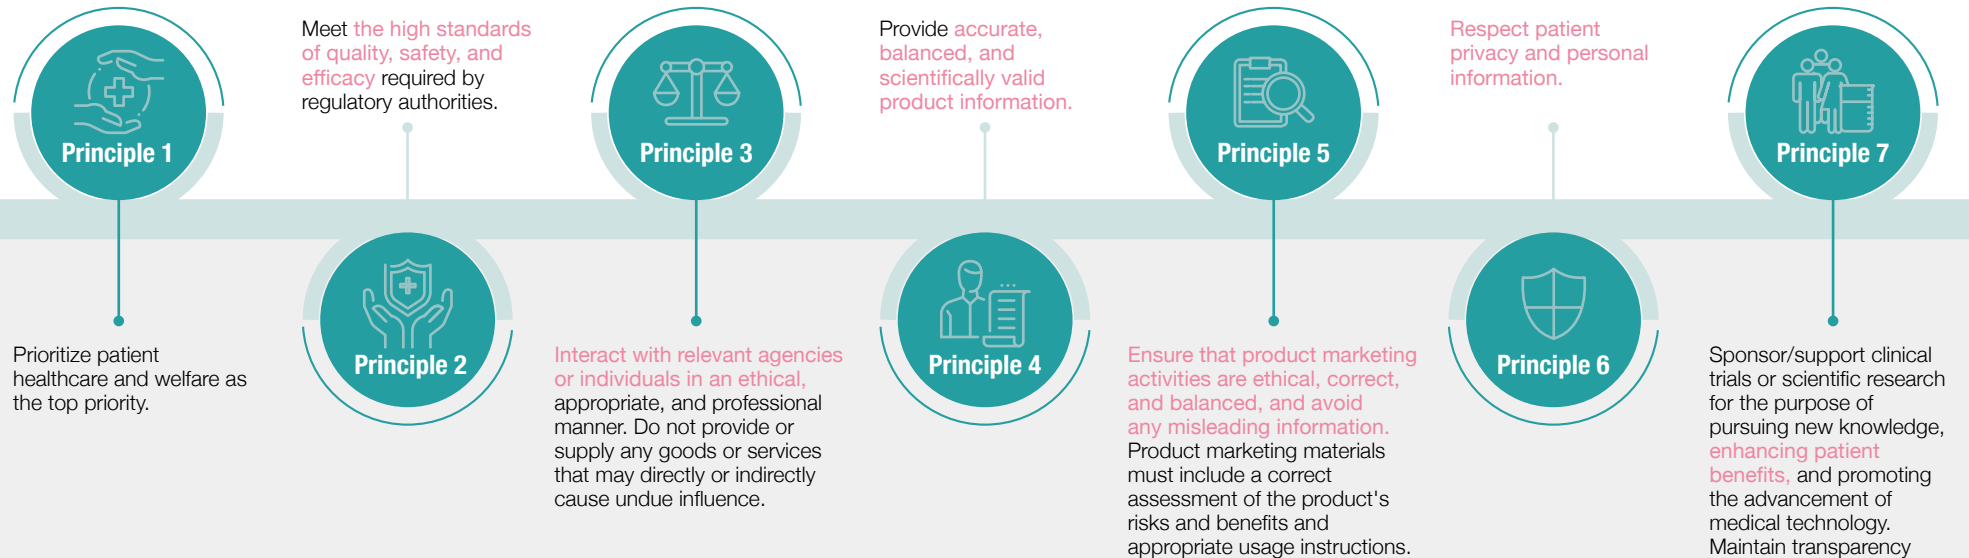 Principle 1
Prioritize patient
healthcare and welfare as
the top priority.
Meet the high standards
of quality, safety, and
efficacy required by
regulatory authorities.
Principle 2
Principle 3
Interact with relevant agencies
or individuals in an ethical,
appropriate, and professional
manner. Do not provide or
supply any goods or services
that may directly or indirectly
cause undue influence.
Provide accurate,
balanced, and
scientifically valid
product information.
Principle 4
Principle 5
Ensure that product marketing
activities are ethical, correct,
and balanced, and avoid
any misleading information.
Product marketing materials
must include a correct
assessment of the product's
risks and benefits and
appropriate usage instructions.
Respect patient
privacy and personal
information.
Principle 6
Principle 7
Sponsor/support clinical
trials or scientific research
for the purpose of
pursuing new knowledge,
enhancing patient
benefits, and promoting
the advancement of
medical technology.
Maintain transparency